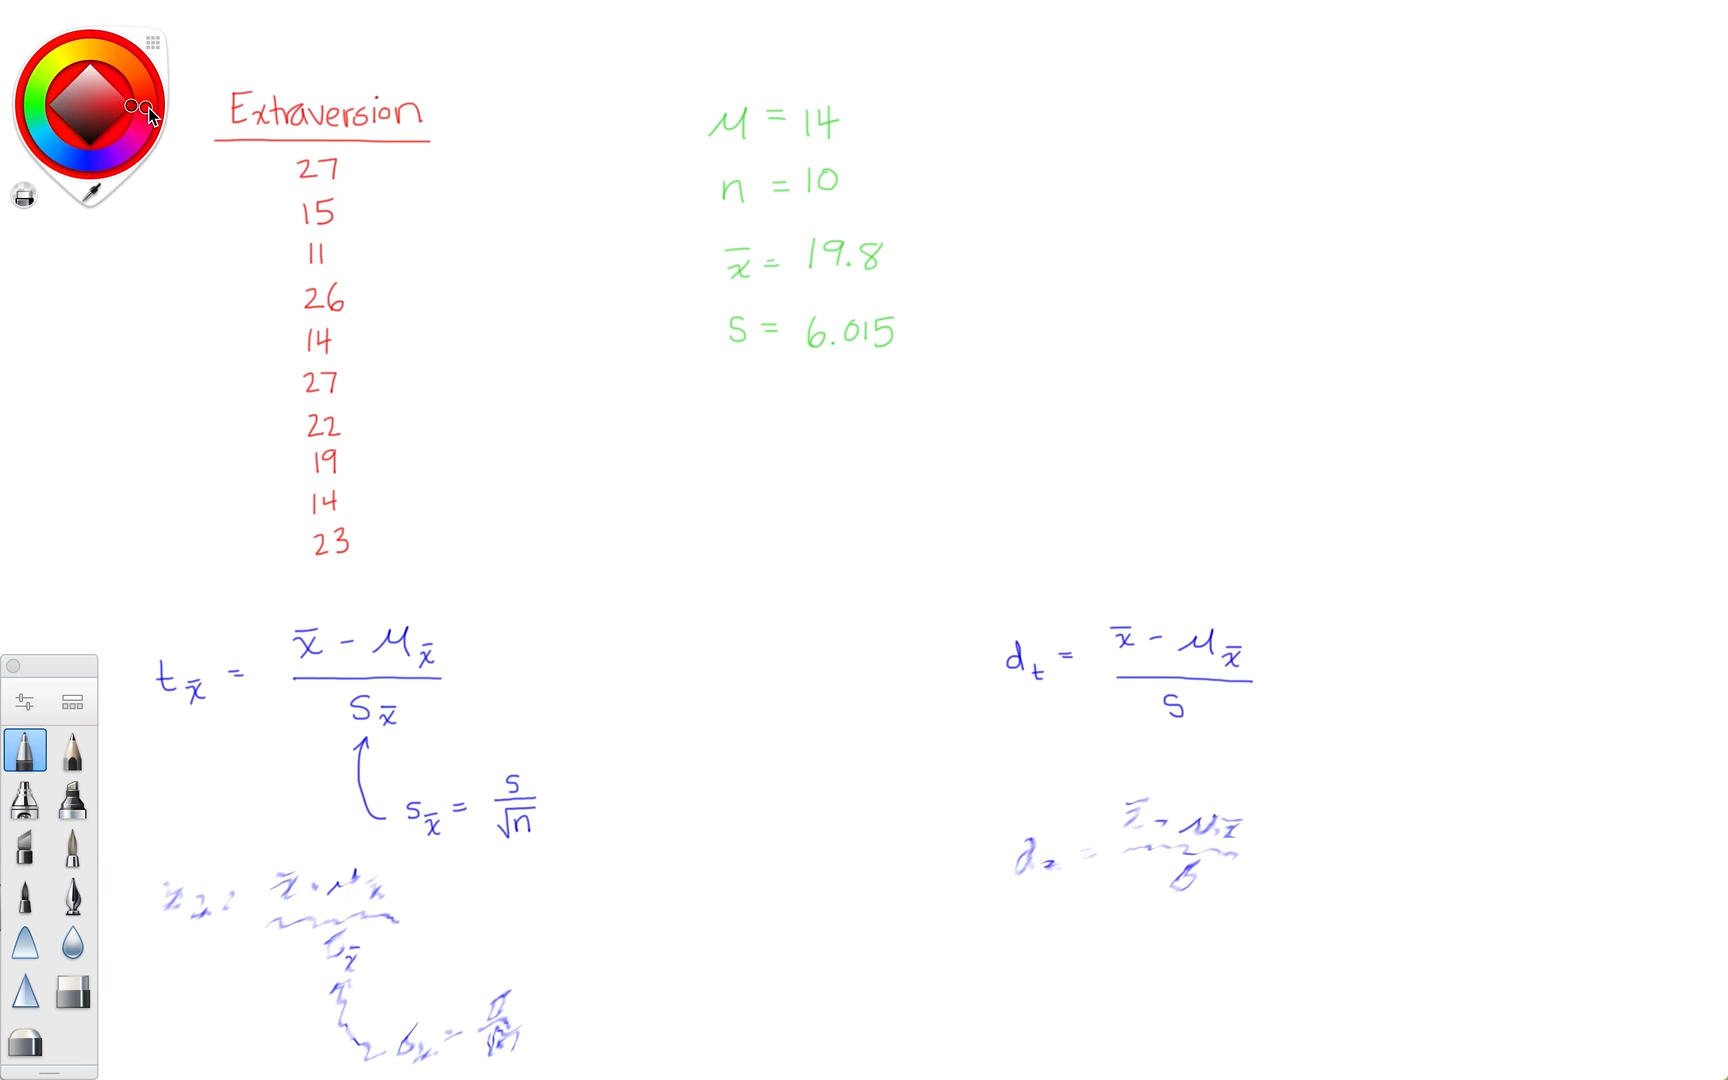 Extraversion
27
15
11
26
14
27
22
19
14
23
μ = 14
n = 10
x̄ = 19.8
s = 6.015
t_x̄ = (x̄ - μ_x̄) / s_x̄
s_x̄ = s / √n
d_t = (x̄ - μ_x̄) / s